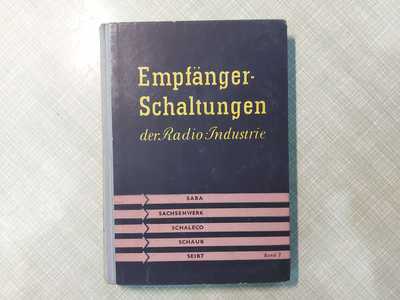 Empfänger-
Schaltungen
der Radio Industrie
SABA
SACHSENWERK
SCHALECO
SCHAUB
SEIBT
Band 7